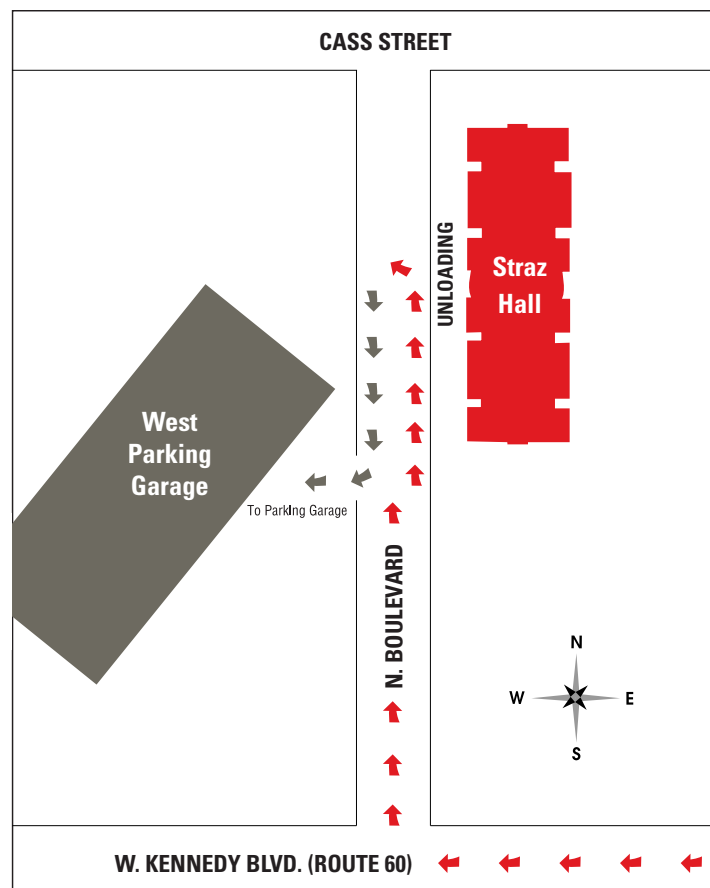 CASS STREET
UNLOADING
Straz
Hall
West
Parking
Garage
To Parking Garage
N. BOULEVARD
N
W
E
S
W. KENNEDY BLVD. (ROUTE 60)